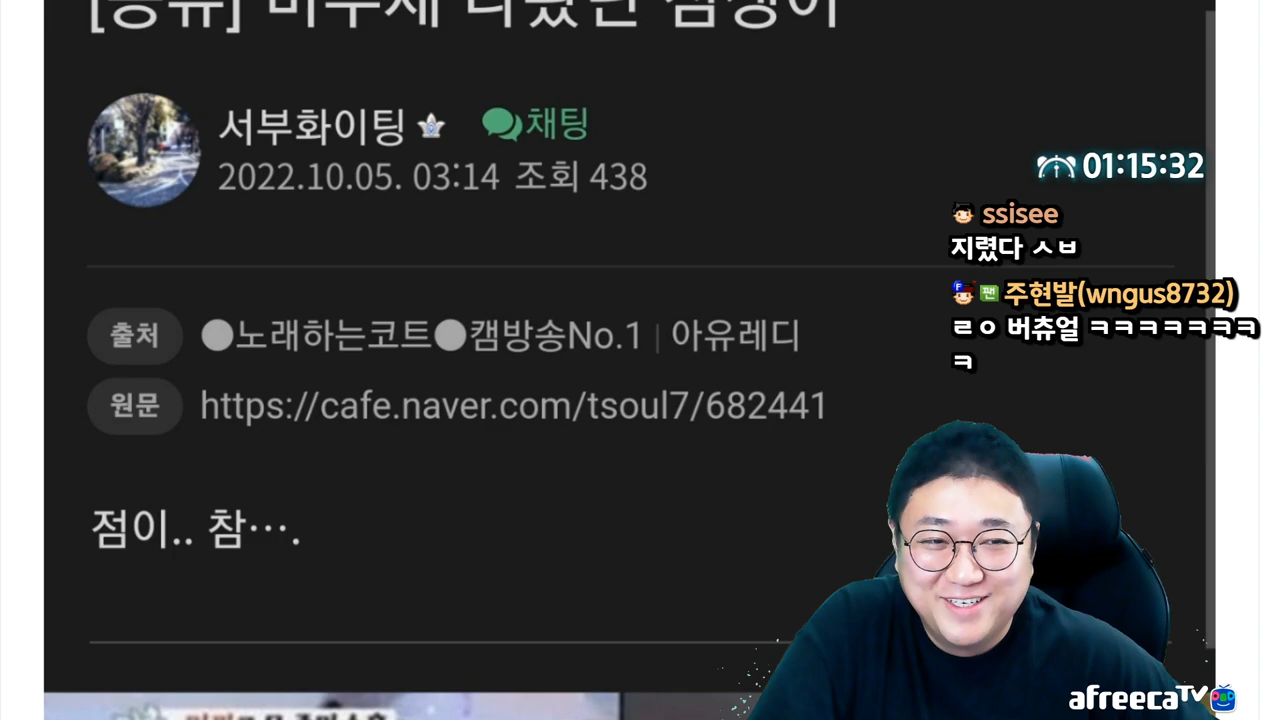 서부화이팅 채팅
2022.10.05. 03:14 조회 438
출처 ●노래하는코트●캠방송No.1 | 아유레디
원문 https://cafe.naver.com/tsoul7/682441
점이.. 참···.
01:15:32
ssisee
지렸다 ㅅㅂ
F 팬 주현발(wngus8732)
ㄹㅇ 버츄얼 ㅋㅋㅋㅋㅋㅋㅋ
ㅋ
afreecaTV